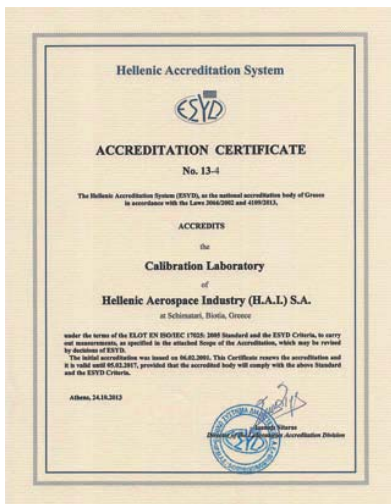 Hellenic Accreditation System
ESYD
ACCREDITATION CERTIFICATE
No. 13-4
The Hellenic Accreditation System (ESYD), as the national accreditation body of Greece
in accordance with the Laws 3066/2002 and 4109/2013,
ACCREDITS
the
Calibration Laboratory
of
Hellenic Aerospace Industry (H.A.I.) S.A.
at Schimatari, Biotia, Greece
under the terms of the ELOT EN ISO/IEC 17025: 2005 Standard and the ESYD Criteria, to carry
out measurements, as specified in the attached Scope of the Accreditation, which may be revised
by decisions of ESYD.
The initial accreditation was issued on 06.02.2001. This Certificate renews the accreditation and
it is valid until 05.02.2017, provided that the accredited body will comply with the above Standard
and the ESYD Criteria.
Athens, 24.10.2013
Director of the Laboratories Accreditation Division